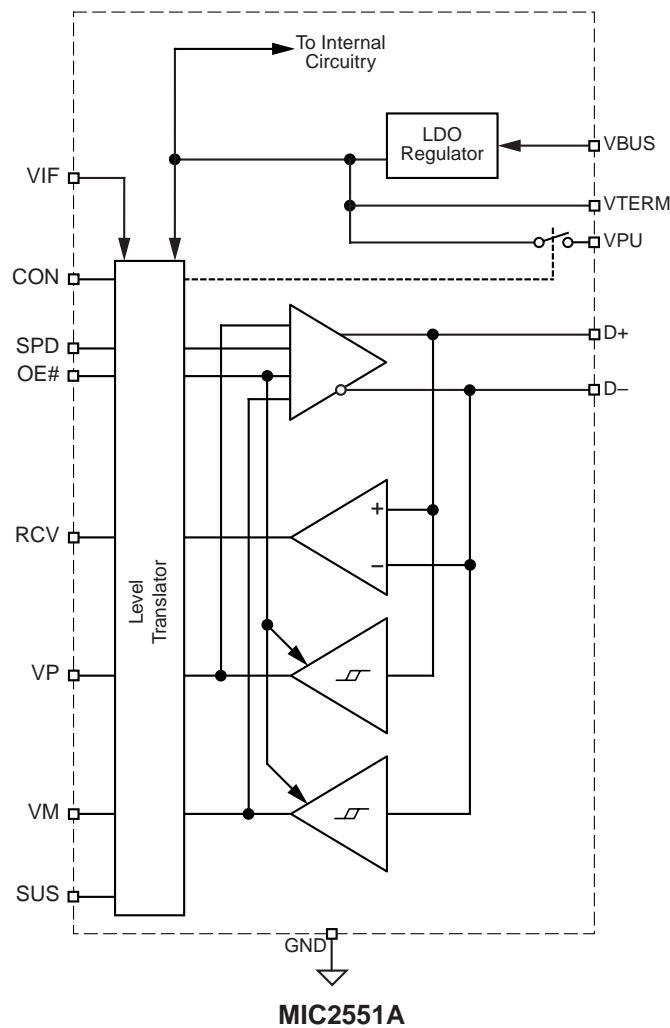 To Internal
Circuitry
LDO
Regulator
VBUS
VIF
VTERM
VPU
CON
SPD
D+
OE#
D–
+
RCV
–
Level
Translator
VP
VM
SUS
GND
MIC2551A